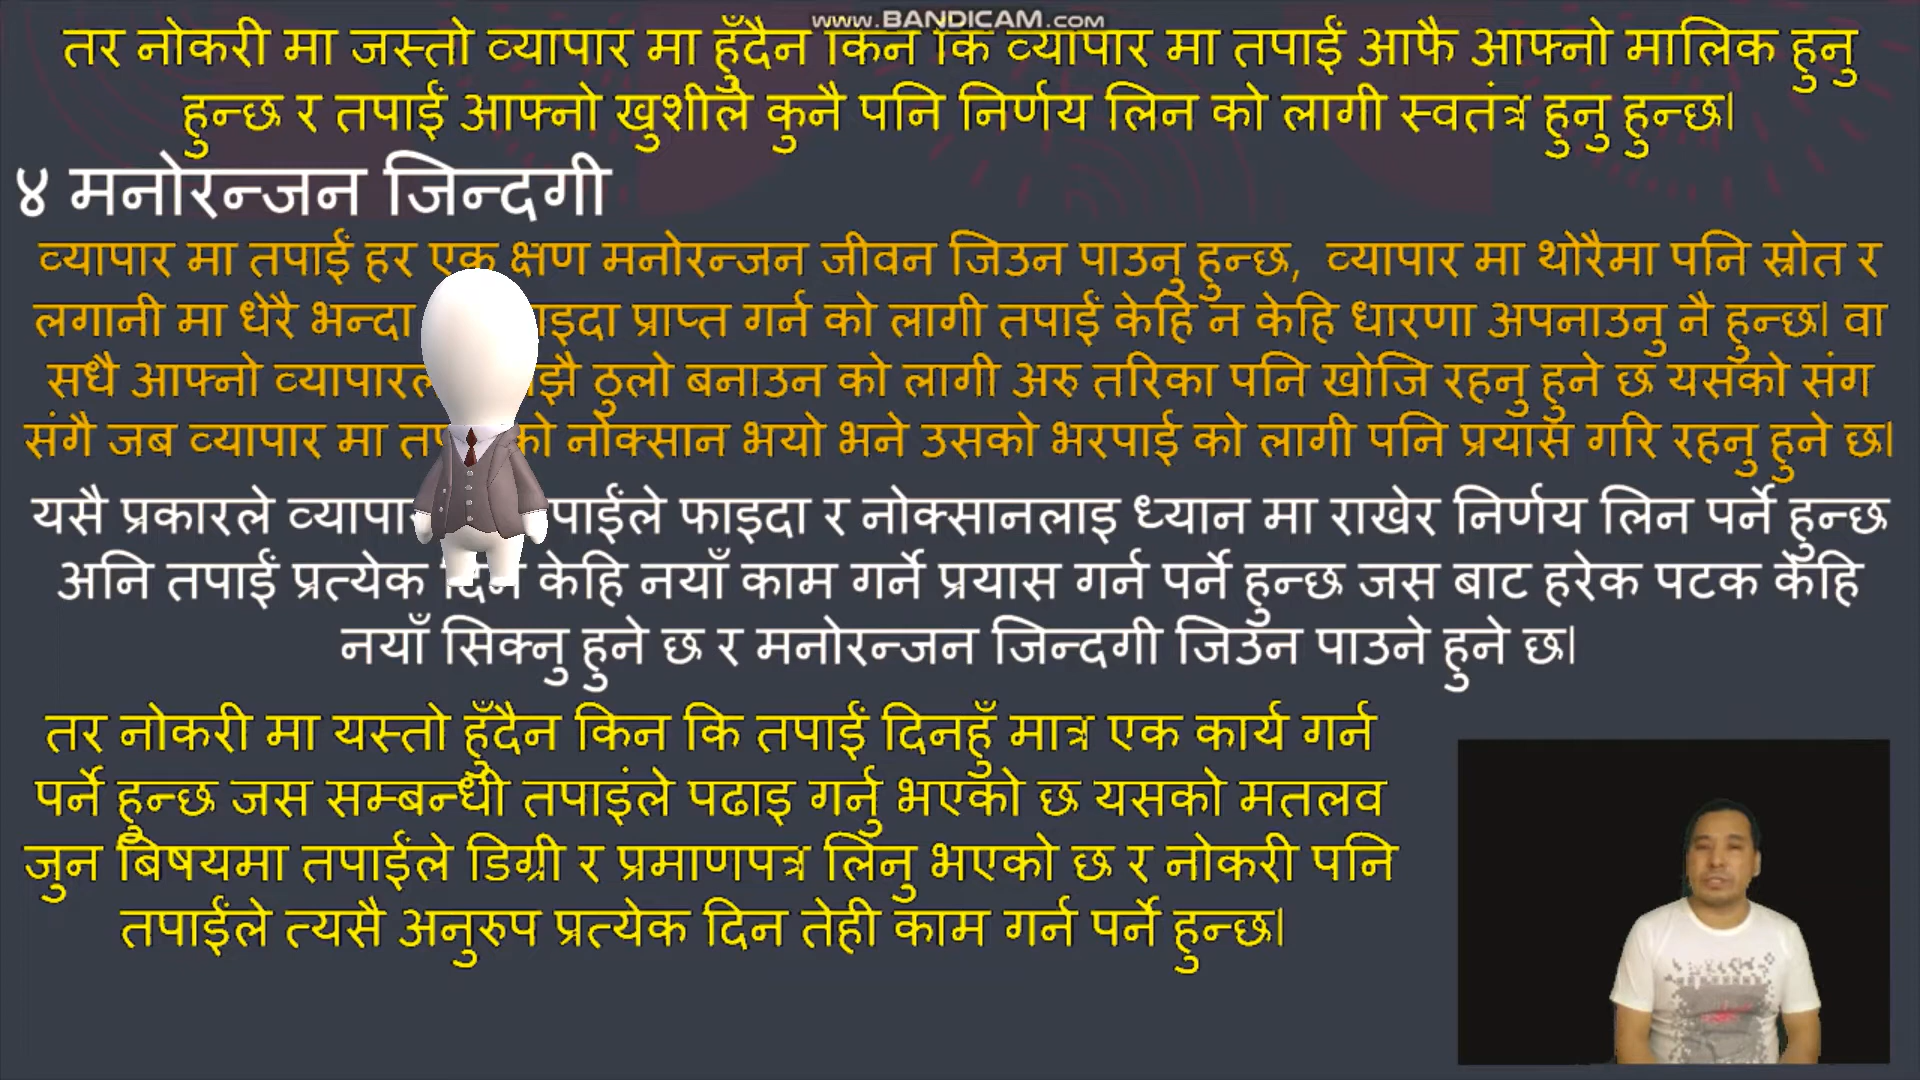 www.BANDICAM.com
तर नोकरी मा जस्तो व्यापार मा हुँदैन किन कि व्यापार मा तपाईं आफै आफ्नो मालिक हुनु
हुन्छ र तपाईं आफ्नो खुशीले कुनै पनि निर्णय लिन को लागी स्वतंत्र हुनु हुन्छ।
४ मनोरन्जन जिन्दगी
व्यापार मा तपाईं हर एक क्षण मनोरन्जन जीवन जिउन पाउनु हुन्छ, व्यापार मा थोरैमा पनि स्रोत र
लगानी मा धेरै भन्दा प्राप्त गर्न को लागी तपाईं केहि न केहि धारणा अपनाउनु नै हुन्छ। वा
सधै आफ्नो ठुलो बनाउन को लागी अरु तरिका पनि खोजि रहनु हुने छ यसको संग
संगै जब व्यापार मा नोक्सान भयो भने उसको भरपाई को लागी पनि प्रयास गरि रहनु हुने छ।
यसै प्रकारले फाइदा र नोक्सानलाइ ध्यान मा राखेर निर्णय लिन पर्ने हुन्छ
अनि तपाईं प्रत्येक दिन केहि नयाँ काम गर्ने प्रयास गर्न पर्ने हुन्छ जस बाट हरेक पटक केहि
नयाँ सिक्नु हुने छ र मनोरन्जन जिन्दगी जिउन पाउने हुने छ।
तर नोकरी मा यस्तो हुँदैन किन कि तपाईं दिनहुँ मात्र एक कार्य गर्न
पर्ने हुन्छ जस सम्बन्धी तपाइंले पढाइ गर्नु भएको छ यसको मतलव
जुन बिषयमा तपाईंले डिग्री र प्रमाणपत्र लिनु भएको छ र नोकरी पनि
तपाईंले त्यसै अनुरुप प्रत्येक दिन तेही काम गर्न पर्ने हुन्छ।